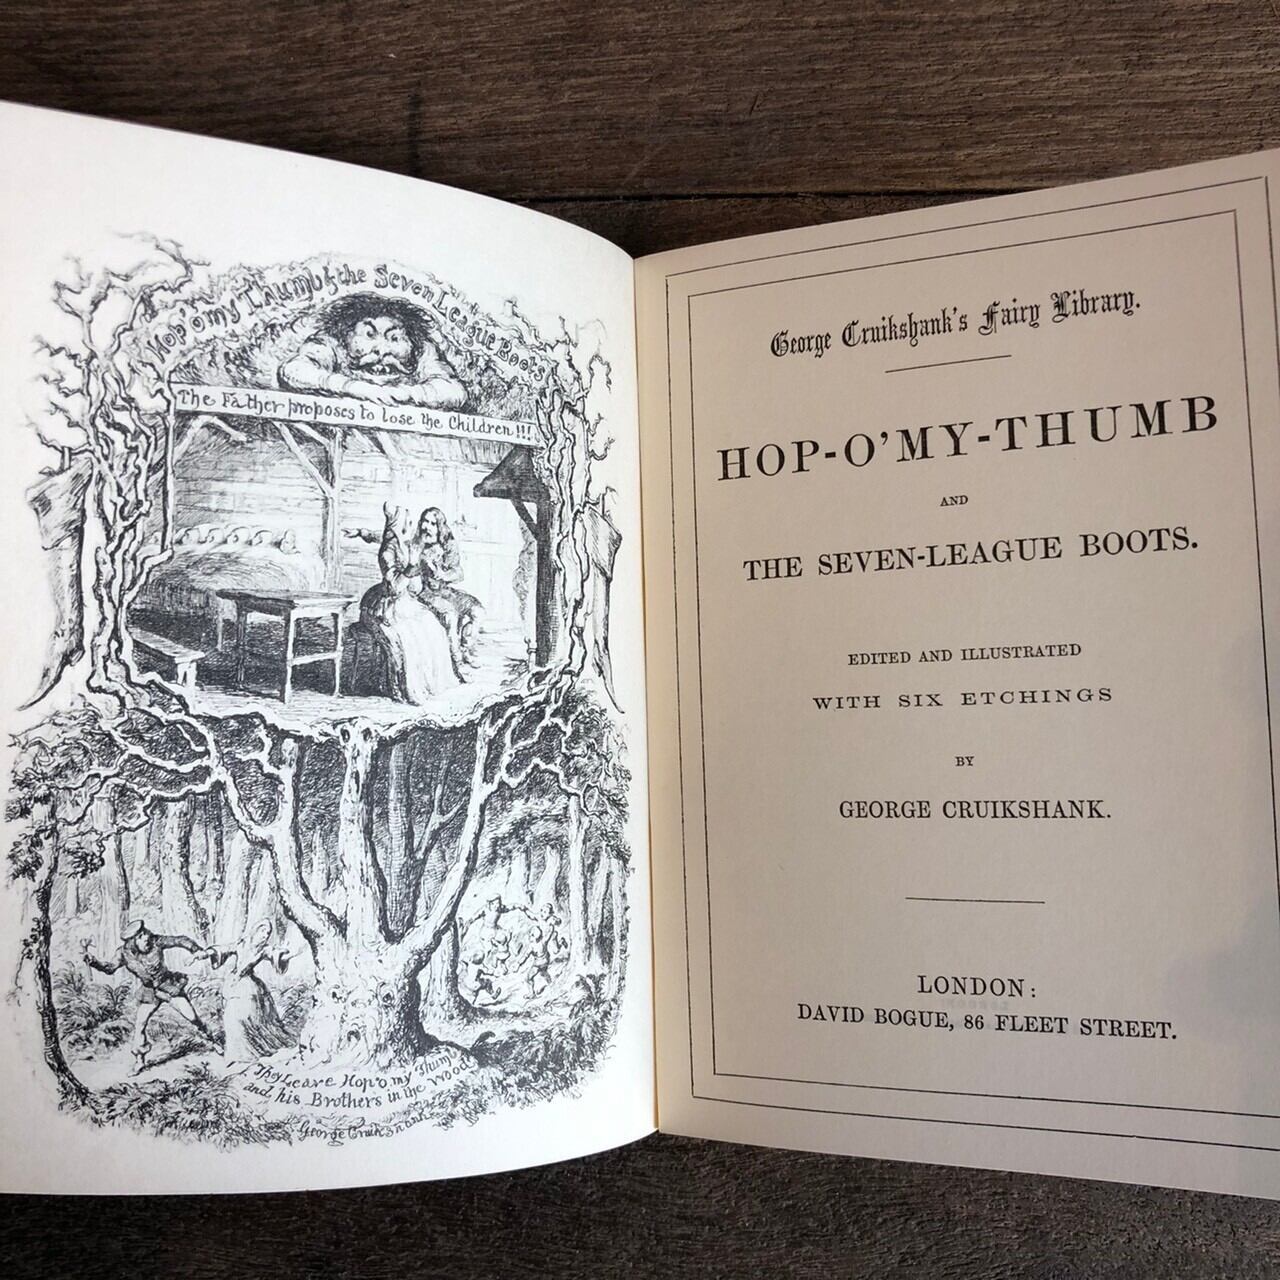 Hop'o my Thumb & the Seven League Boots
The Father proposes to lose the Children !!!
They Leave Hop'o my Thumb
and his Brothers in the Wood
George Cruikshank
George Cruikshank's Fairy Library.
HOP-O'MY-THUMB
AND
THE SEVEN-LEAGUE BOOTS.
EDITED AND ILLUSTRATED
WITH SIX ETCHINGS
BY
GEORGE CRUIKSHANK.
LONDON:
DAVID BOGUE, 86 FLEET STREET.